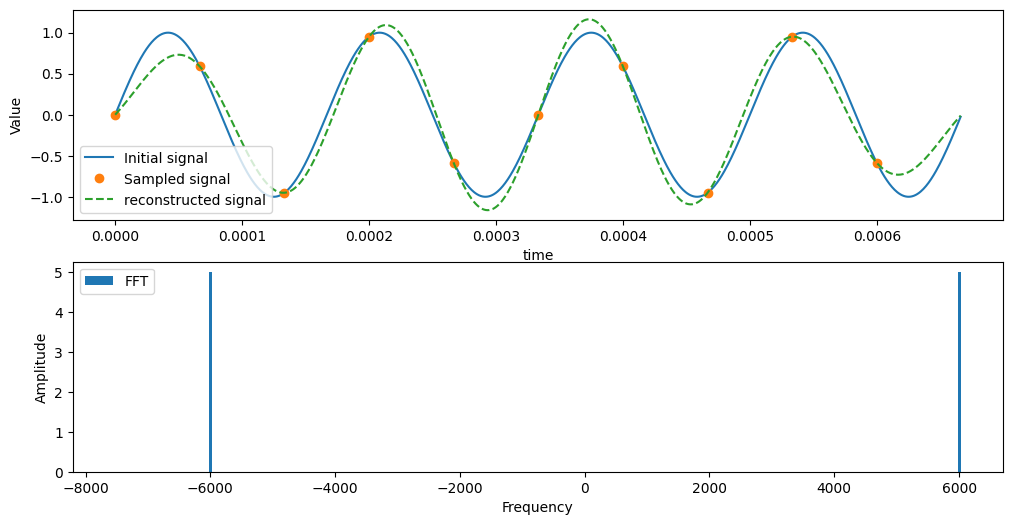 1.0
0.5
0.0
−0.5
−1.0
Value
Initial signal
Sampled signal
reconstructed signal
0.0000 0.0001 0.0002 0.0003 0.0004 0.0005 0.0006
time
5
4
3
2
1
0
Amplitude
FFT
−8000 −6000 −4000 −2000 0 2000 4000 6000
Frequency